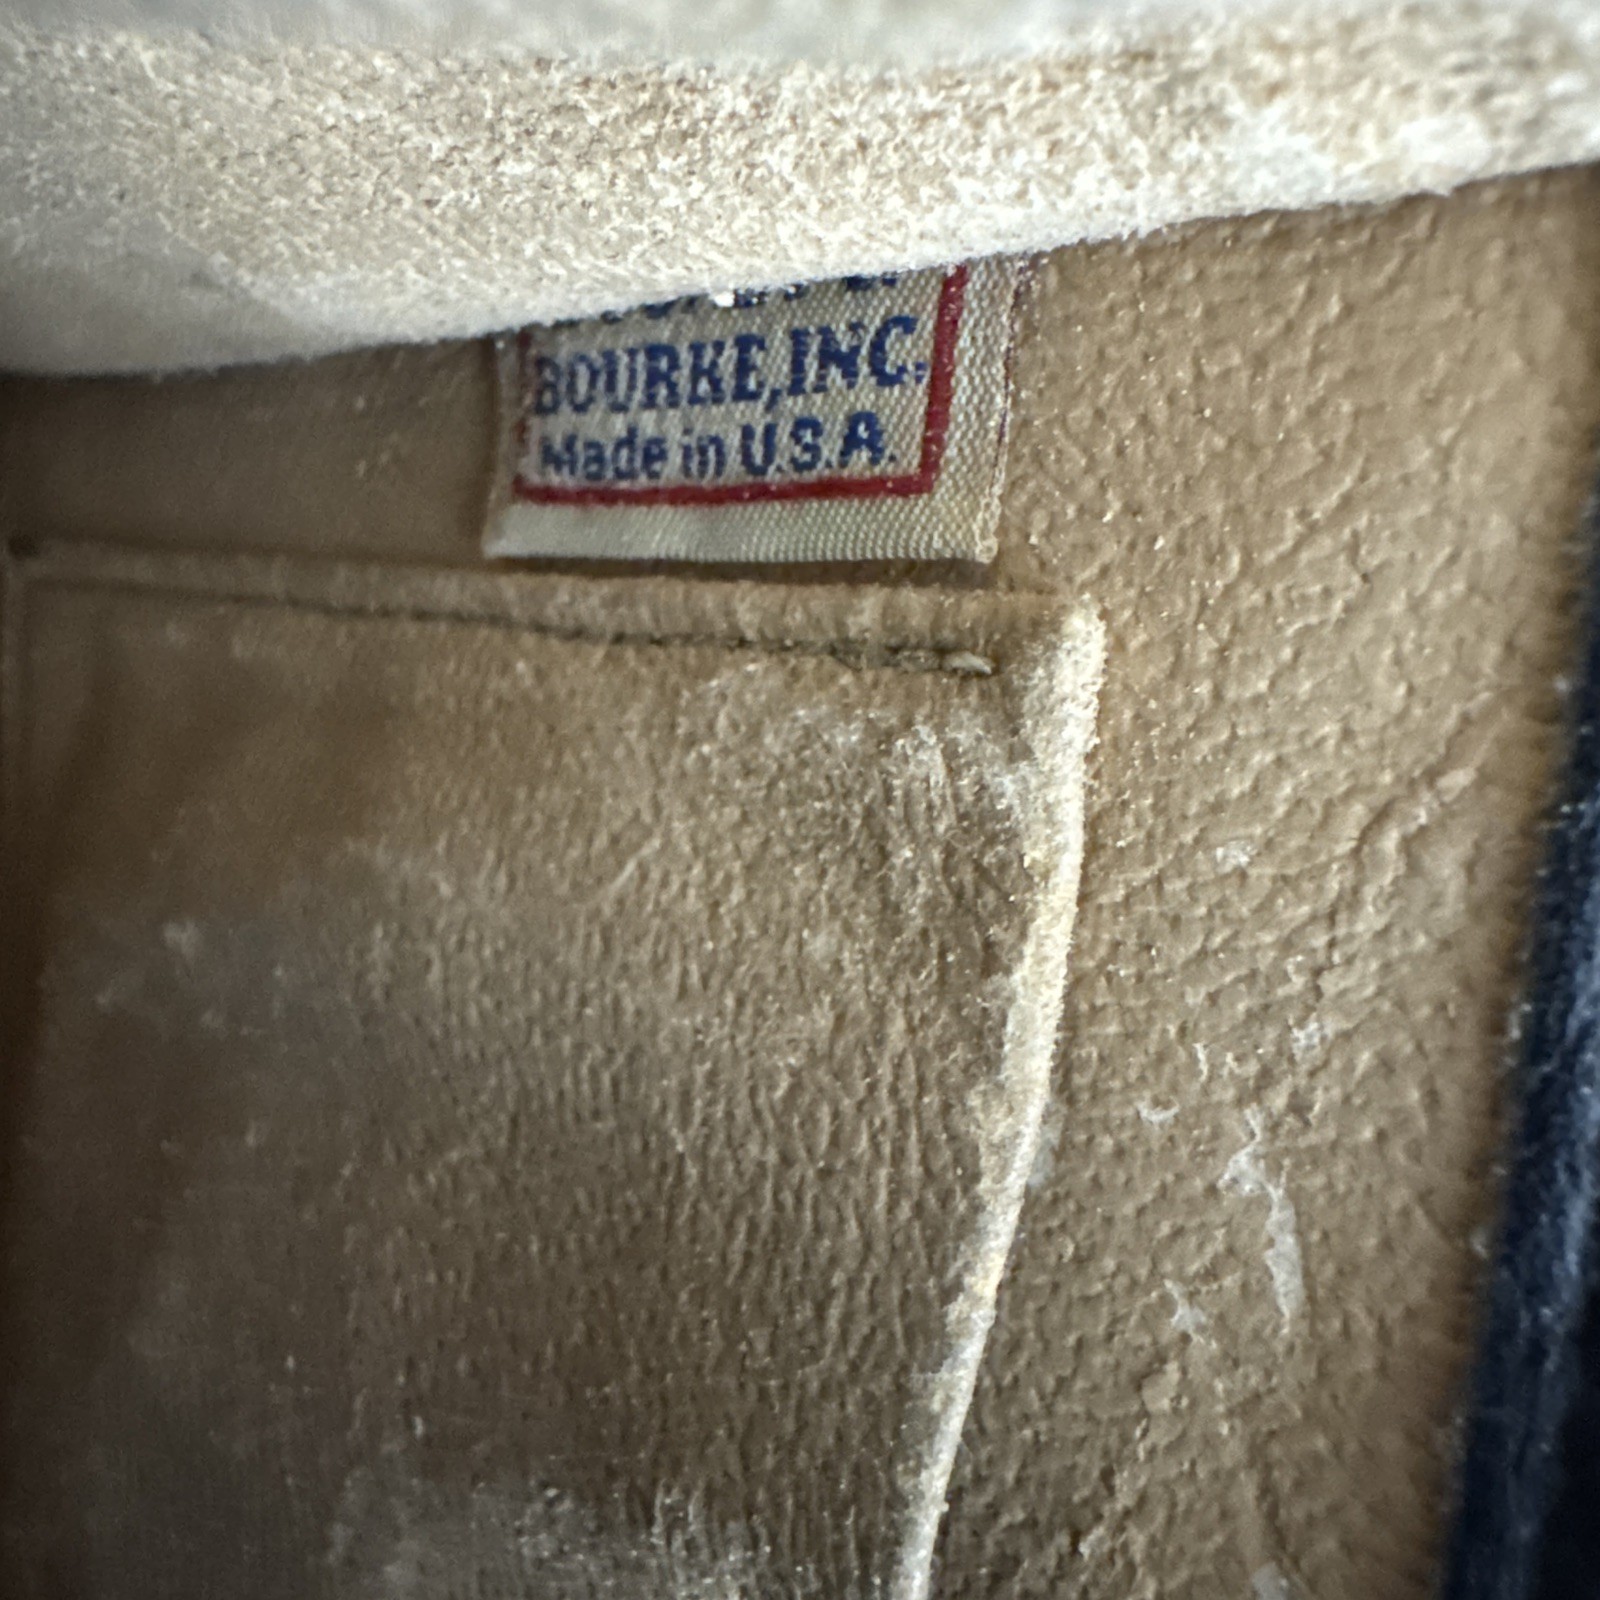 BOURKE, INC.
Made in U.S.A.